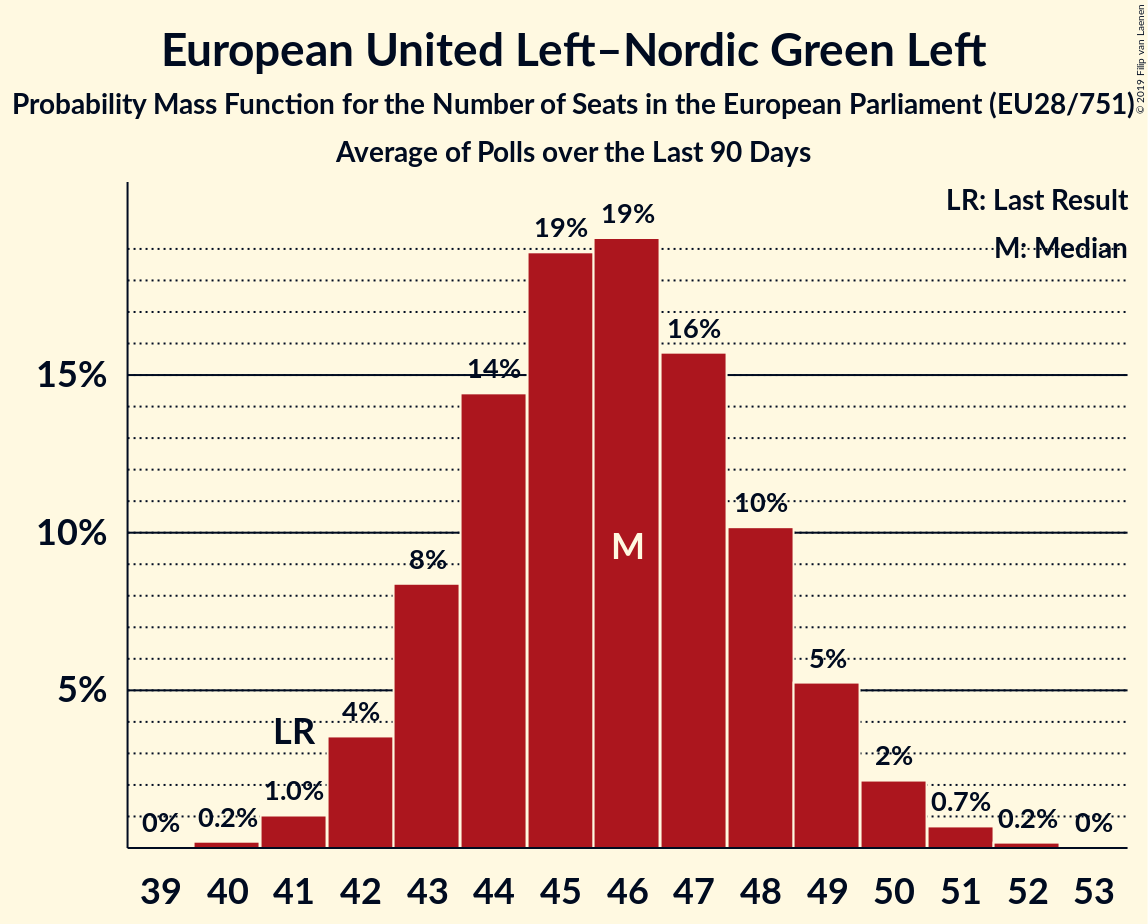 European United Left–Nordic Green Left
Probability Mass Function for the Number of Seats in the European Parliament (EU28/751)
Average of Polls over the Last 90 Days
© 2019 Filip van Laenen
LR: Last Result
M: Median
19%
19%
16%
15%
14%
10%
10%
M
8%
5%
5%
4%
LR
2%
1.0%
0.7%
0%
0.2%
0.2%
0%
39 40 41 42 43 44 45 46 47 48 49 50 51 52 53